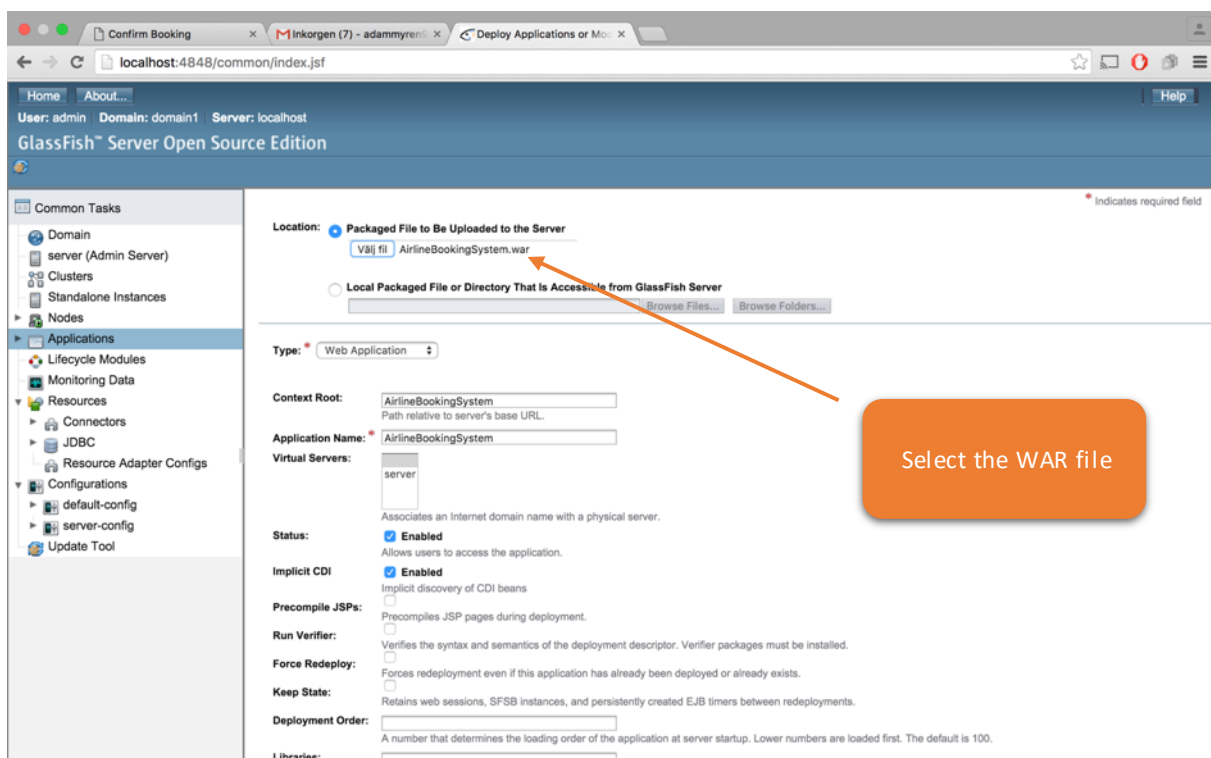 Confirm Booking
Inkorgen (7) - adammyren
Deploy Applications or Mod
localhost:4848/common/index.jsf
Home About... Help
User: admin Domain: domain1 Server: localhost
GlassFish™ Server Open Source Edition
Common Tasks
Domain
server (Admin Server)
Clusters
Standalone Instances
Nodes
Applications
Lifecycle Modules
Monitoring Data
Resources
Connectors
JDBC
Resource Adapter Configs
Configurations
default-config
server-config
Update Tool
* Indicates required field
Location: Packaged File to Be Uploaded to the Server
Välj fil AirlineBookingSystem.war
Local Packaged File or Directory That Is Accessible from GlassFish Server
Browse Files... Browse Folders...
Type: * Web Application
Context Root: AirlineBookingSystem
Path relative to server's base URL.
Application Name: * AirlineBookingSystem
Virtual Servers:
server
Associates an Internet domain name with a physical server.
Status: Enabled
Allows users to access the application.
Implicit CDI Enabled
Implicit discovery of CDI beans
Precompile JSPs:
Precompiles JSP pages during deployment.
Run Verifier:
Verifies the syntax and semantics of the deployment descriptor. Verifier packages must be installed.
Force Redeploy:
Forces redeployment even if this application has already been deployed or already exists.
Keep State:
Retains web sessions, SFSB instances, and persistently created EJB timers between redeployments.
Deployment Order:
A number that determines the loading order of the application at server startup. Lower numbers are loaded first. The default is 100.
Libraries:
Select the WAR file